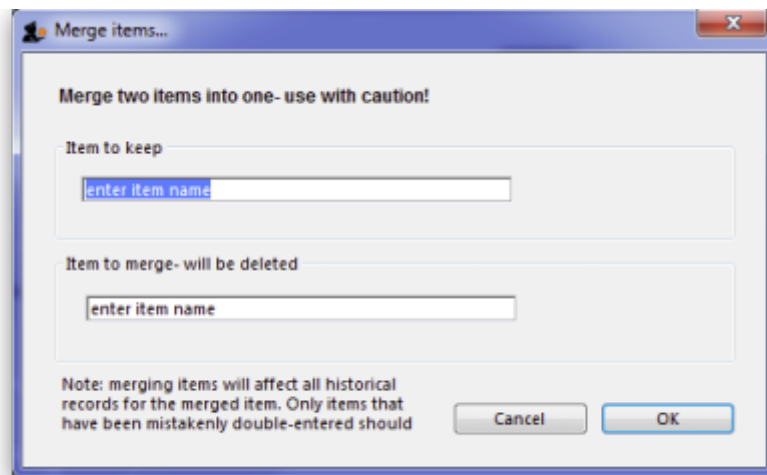 Merge items...
Merge two items into one- use with caution!
Item to keep
enter item name
Item to merge- will be deleted
enter item name
Note: merging items will affect all historical
records for the merged item. Only items that
have been mistakenly double-entered should
Cancel
OK